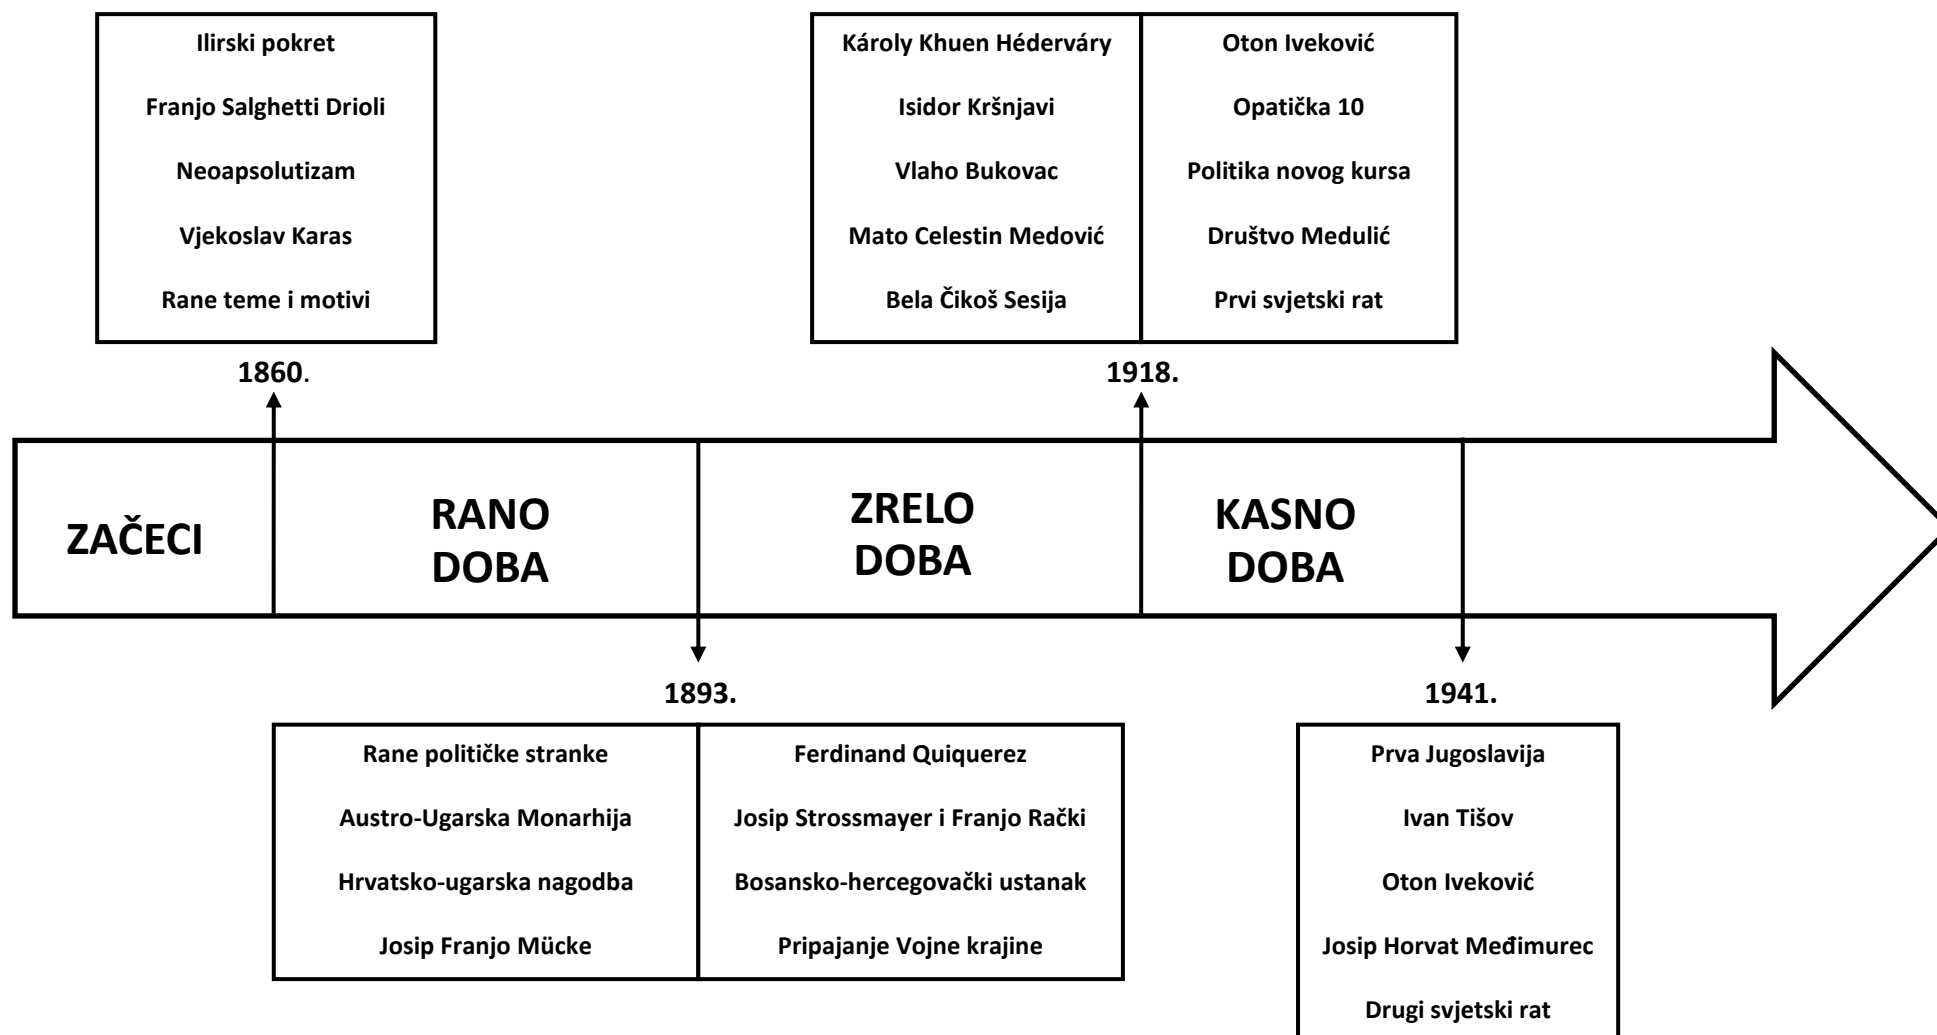 Ilirski pokret
Franjo Salghetti Drioli
Neoapsolutizam
Vjekoslav Karas
Rane teme i motivi
Károly Khuen Héderváry
Isidor Kršnjavi
Vlaho Bukovac
Mato Celestin Medović
Bela Čikoš Sesija
Oton Iveković
Opatička 10
Politika novog kursa
Društvo Medulić
Prvi svjetski rat
1860.
1918.
ZAČECI
RANO
DOBA
ZRELO
DOBA
KASNO
DOBA
1893.
1941.
Rane političke stranke
Austro-Ugarska Monarhija
Hrvatsko-ugarska nagodba
Josip Franjo Mücke
Ferdinand Quiquerez
Josip Strossmayer i Franjo Rački
Bosansko-hercegovački ustanak
Pripajanje Vojne krajine
Prva Jugoslavija
Ivan Tišov
Oton Iveković
Josip Horvat Međimurec
Drugi svjetski rat